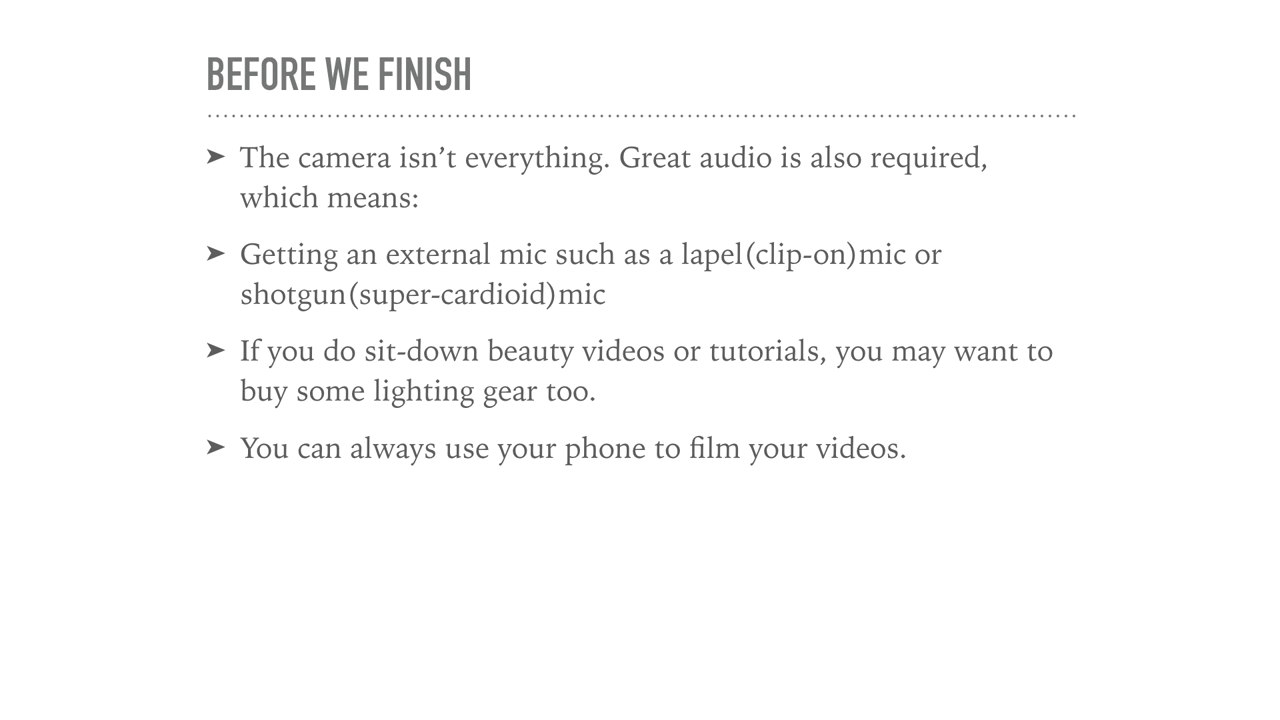 BEFORE WE FINISH
➤ The camera isn’t everything. Great audio is also required,
which means:
➤ Getting an external mic such as a lapel(clip-on)mic or
shotgun(super-cardioid)mic
➤ If you do sit-down beauty videos or tutorials, you may want to
buy some lighting gear too.
➤ You can always use your phone to film your videos.